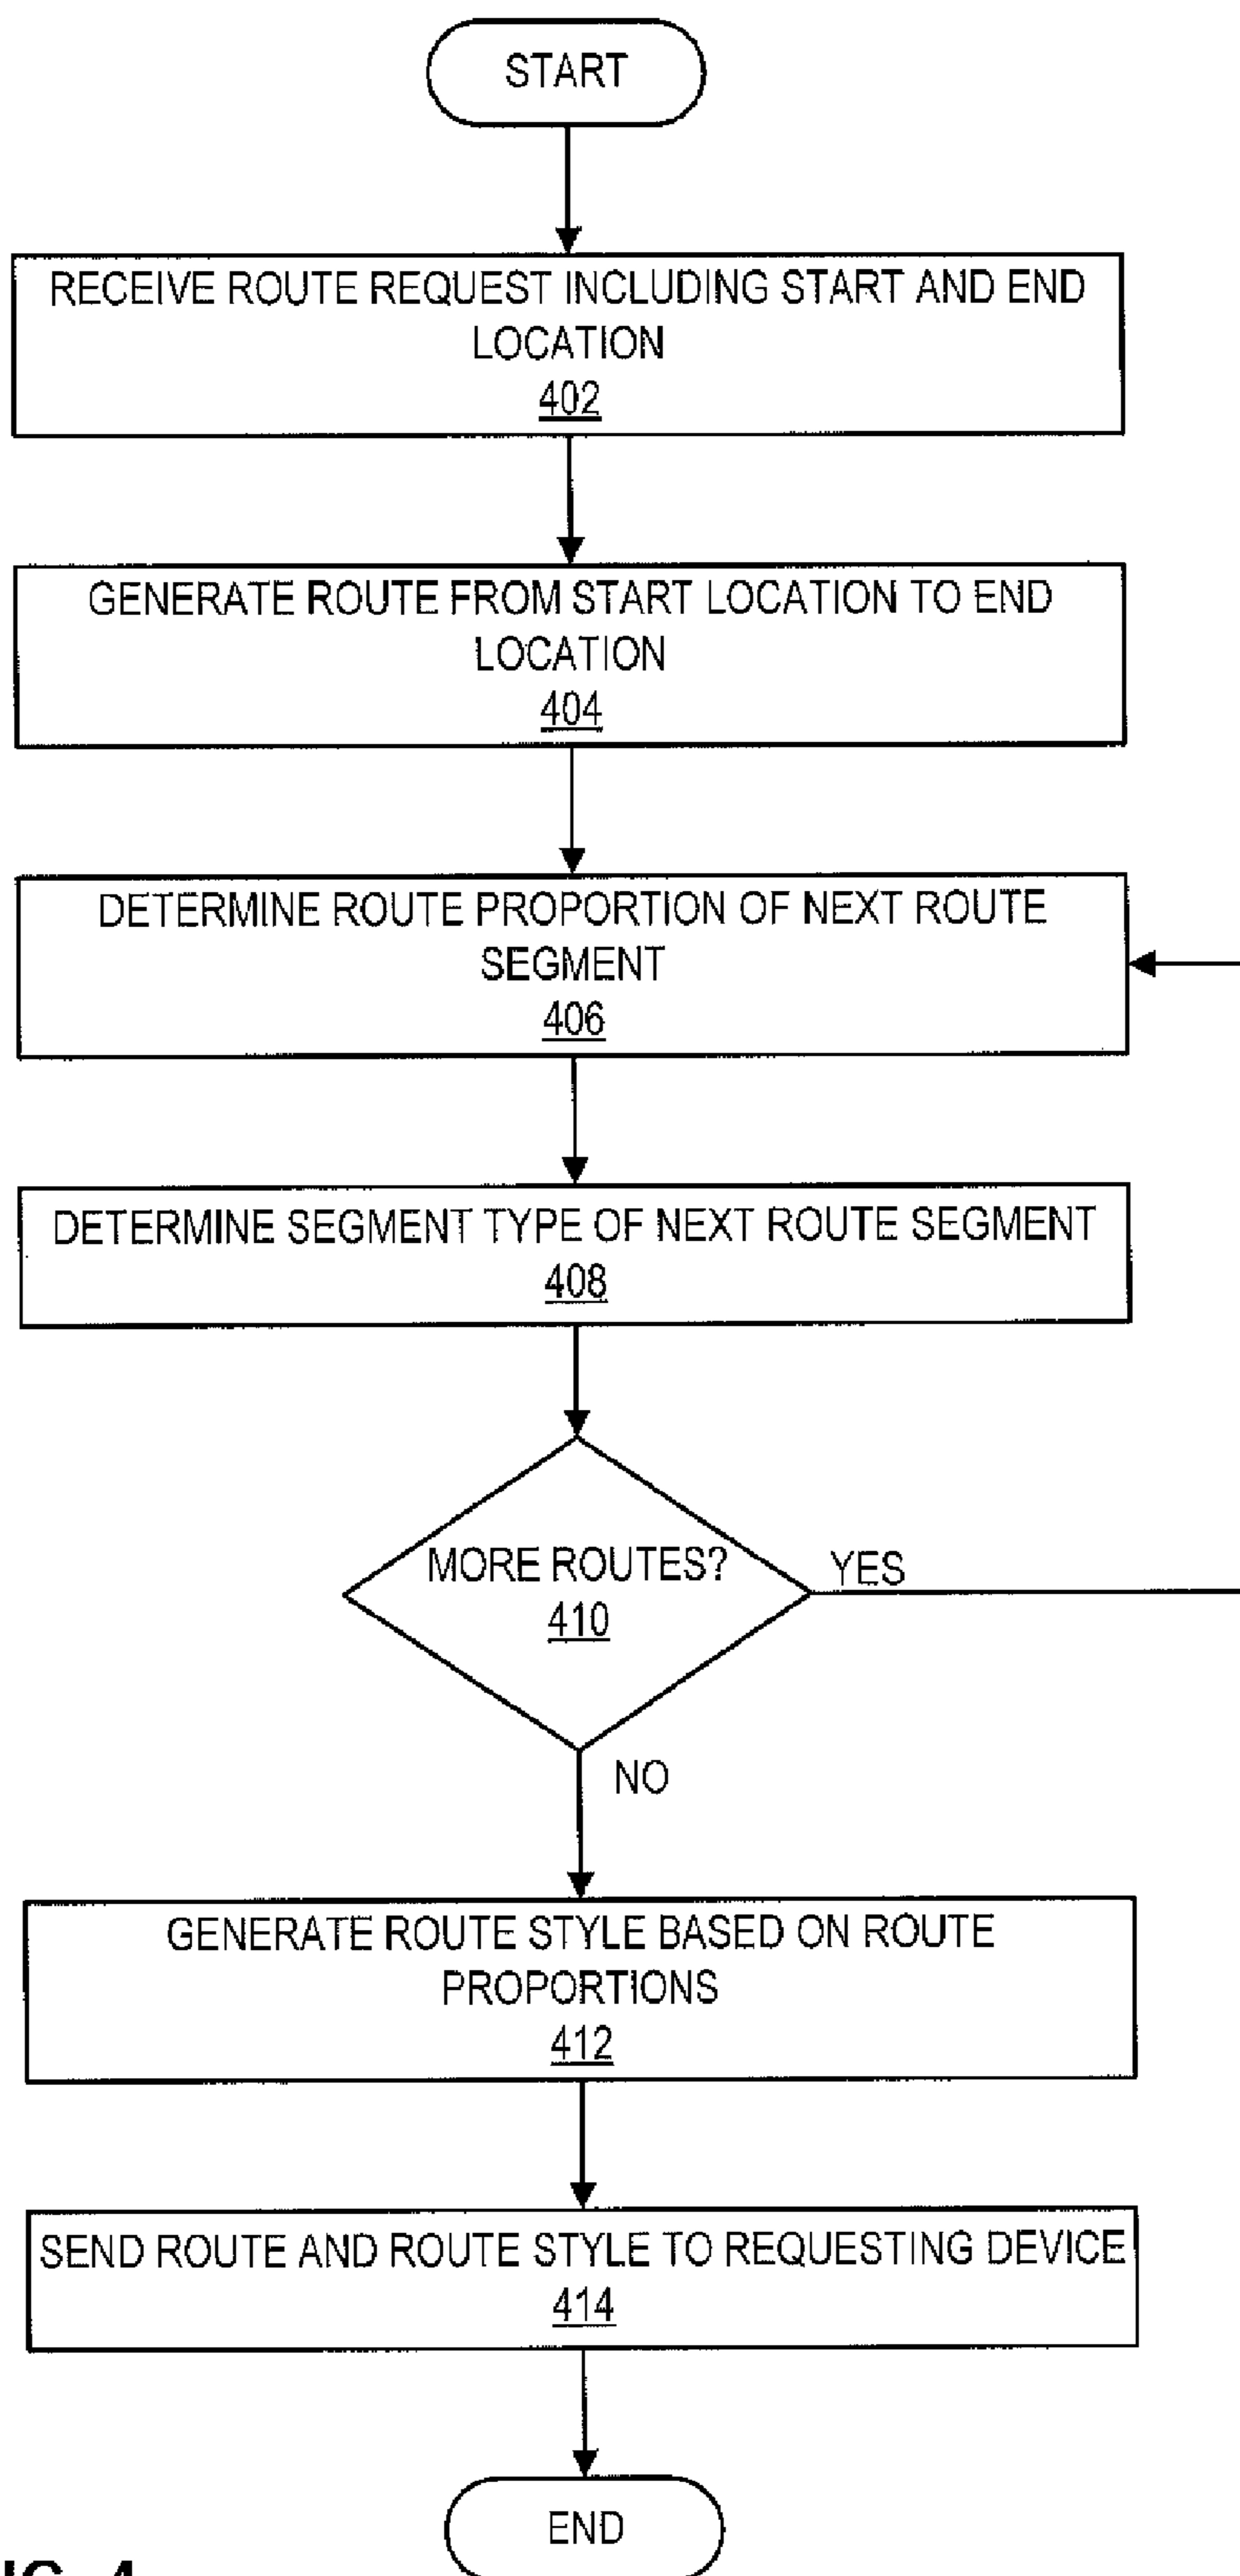 START
RECEIVE ROUTE REQUEST INCLUDING START AND END
LOCATION
402
GENERATE ROUTE FROM START LOCATION TO END
LOCATION
404
DETERMINE ROUTE PROPORTION OF NEXT ROUTE
SEGMENT
406
DETERMINE SEGMENT TYPE OF NEXT ROUTE SEGMENT
408
MORE ROUTES?
410
YES
NO
GENERATE ROUTE STYLE BASED ON ROUTE
PROPORTIONS
412
SEND ROUTE AND ROUTE STYLE TO REQUESTING DEVICE
414
END